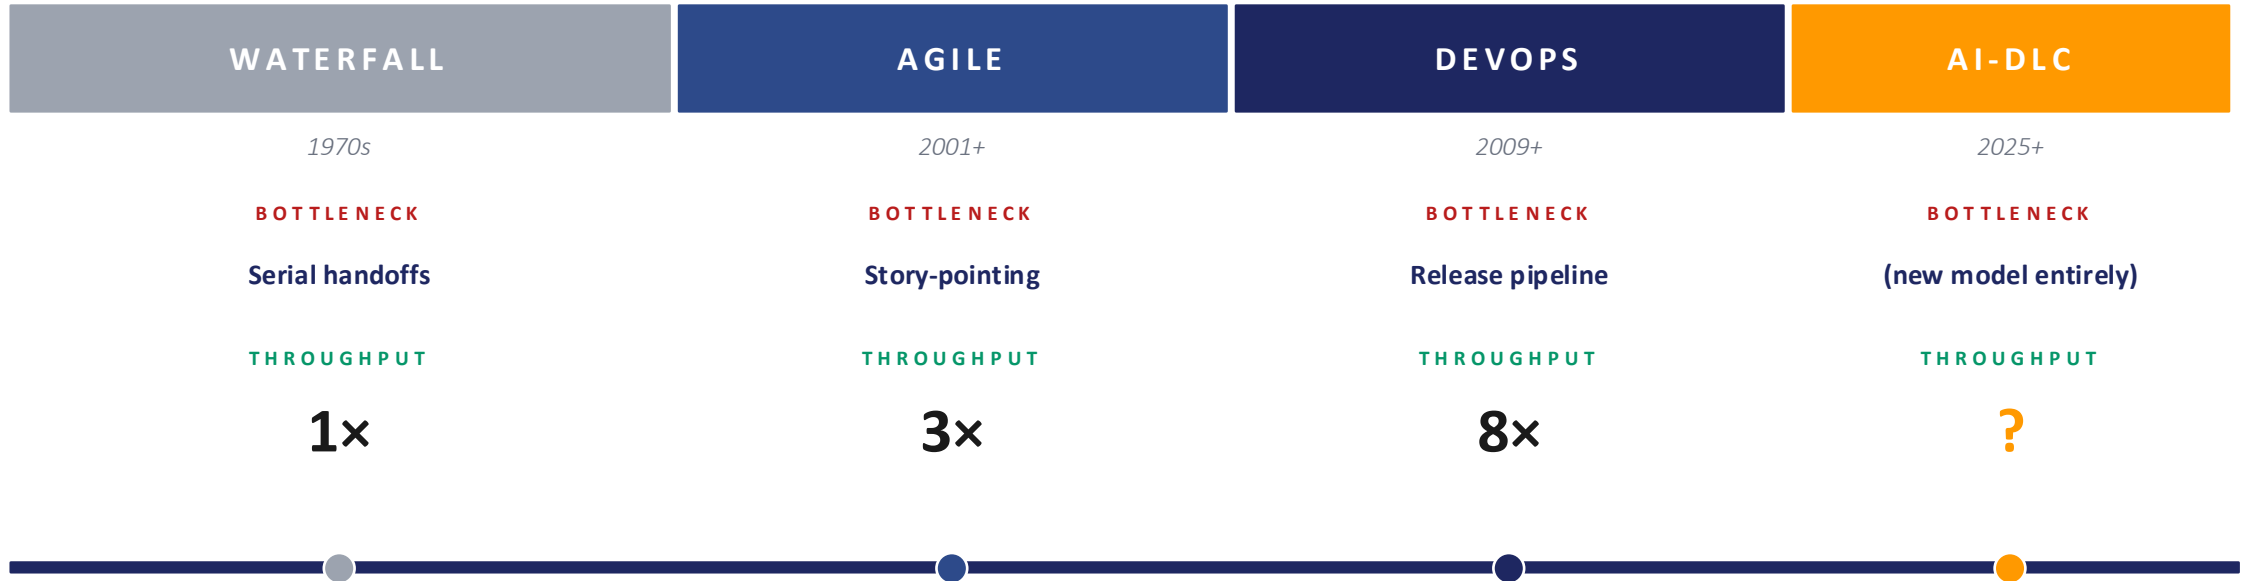 WATERFALL
AGILE
DEVOPS
AI-DLC
1970s
2001+
2009+
2025+
BOTTLENECK
BOTTLENECK
BOTTLENECK
BOTTLENECK
Serial handoffs
Story-pointing
Release pipeline
(new model entirely)
THROUGHPUT
THROUGHPUT
THROUGHPUT
THROUGHPUT
1×
3×
8×
?